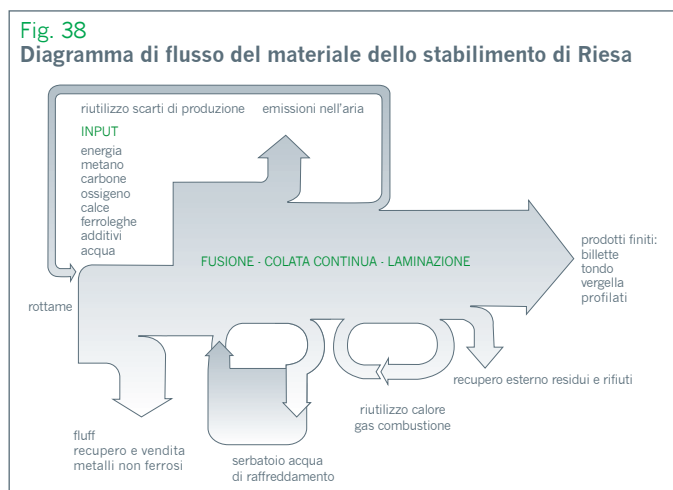 Fig. 38
Diagramma di flusso del materiale dello stabilimento di Riesa
riutilizzo scarti di produzione
emissioni nell'aria
INPUT
energia
metano
carbone
ossigeno
calce
ferroleghe
additivi
acqua
FUSIONE - COLATA CONTINUA - LAMINAZIONE
prodotti finiti:
billette
tondo
vergella
profilati
rottame
fluff
recupero e vendita
metalli non ferrosi
serbatoio acqua
di raffreddamento
riutilizzo calore
gas combustione
recupero esterno residui e rifiuti